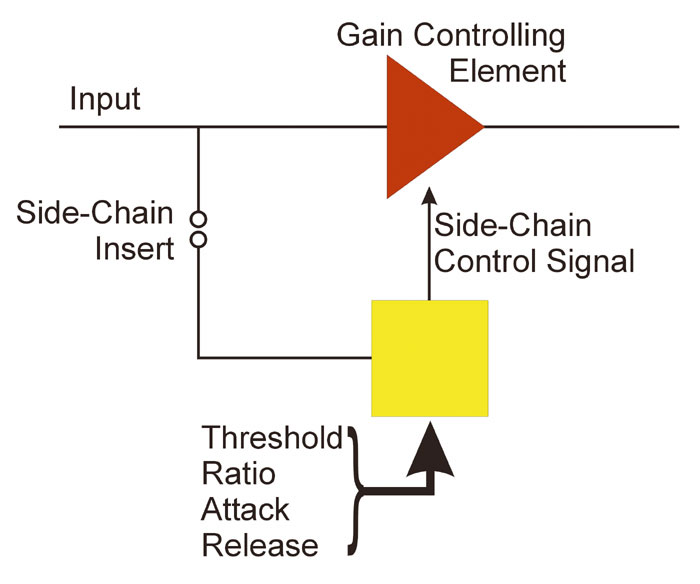 Gain Controlling
Element
Input
Side-Chain
Insert
Side-Chain
Control Signal
Threshold
Ratio
Attack
Release